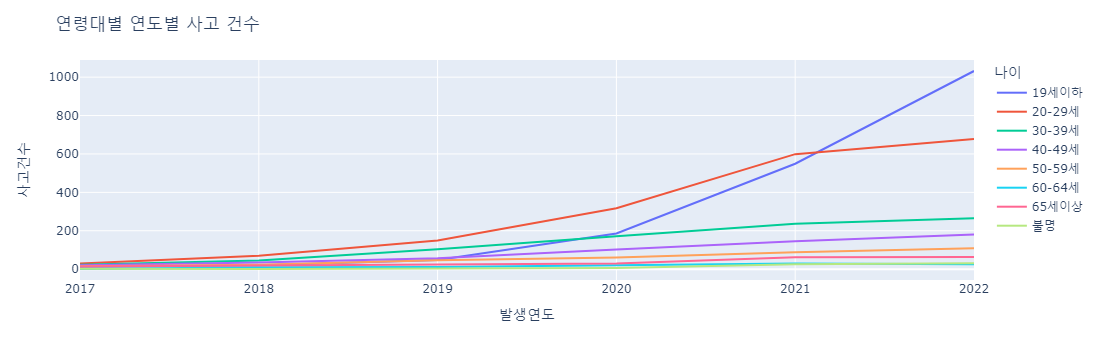 연령대별 연도별 사고 건수
1000
800
600
400
200
0
사고건수
2017
2018
2019
2020
2021
2022
발생연도
나이
19세이하
20-29세
30-39세
40-49세
50-59세
60-64세
65세이상
불명